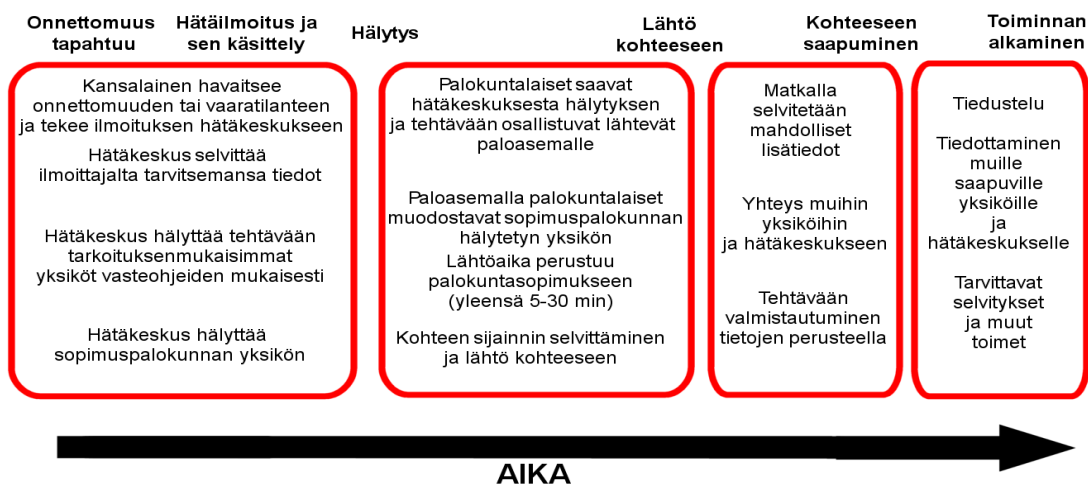 Onnettomuus
tapahtuu
Hätäilmoitus ja
sen käsittely
Hälytys
Lähtö
kohteeseen
Kohteeseen
saapuminen
Toiminnan
alkaminen
Kansalainen havaitsee
onnettomuuden tai vaaratilanteen
ja tekee ilmoituksen hätäkeskukseen
Hätäkeskus selvittää
ilmoittajalta tarvitsemansa tiedot
Hätäkeskus hälyttää tehtävään
tarkoituksenmukaisimmat
yksiköt vasteohjeiden mukaisesti
Hätäkeskus hälyttää
sopimuspalokunnan yksikön
Palokuntalaiset saavat
hätäkeskuksesta hälytyksen
ja tehtävään osallistuvat lähtevät
paloasemalle
Paloasemalla palokuntalaiset
muodostavat sopimuspalokunnan
hälytetyn yksikön
Lähtöaika perustuu
palokuntasopimukseen
(yleensä 5-30 min)
Kohteen sijainnin selvittäminen
ja lähtö kohteeseen
Matkalla
selvitetään
mahdolliset
lisätiedot
Yhteys muihin
yksiköihin
ja hätäkeskukseen
Tehtävään
valmistautuminen
tietojen perusteella
Tiedustelu
Tiedottaminen
muille
saapuville
yksiköille
ja
hätäkeskukselle
Tarvittavat
selvitykset
ja muut
toimet
AIKA